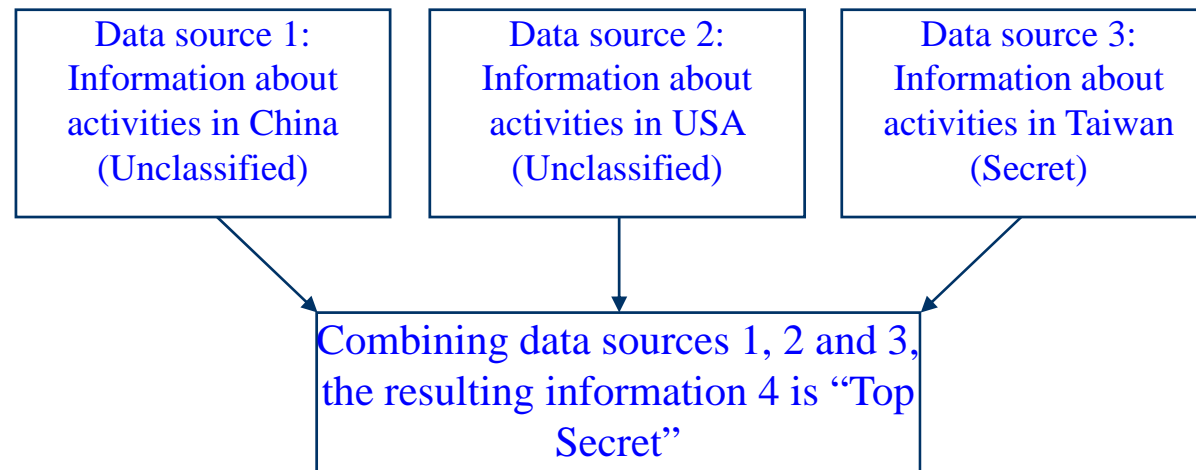 Data source 1:
Information about
activities in China
(Unclassified)
Data source 2:
Information about
activities in USA
(Unclassified)
Data source 3:
Information about
activities in Taiwan
(Secret)
Combining data sources 1, 2 and 3,
the resulting information 4 is “Top
Secret”